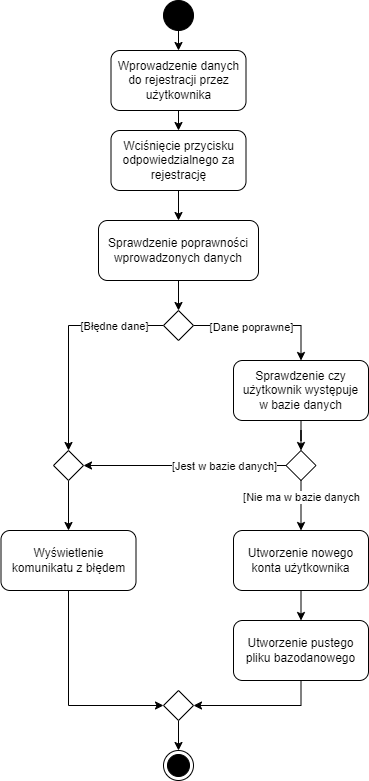 Wprowadzenie danych
do rejestracji przez
użytkownika
Wciśnięcie przycisku
odpowiedzialnego za
rejestrację
Sprawdzenie poprawności
wprowadzonych danych
[Błędne dane]
[Dane poprawne]
Sprawdzenie czy
użytkownik występuje
w bazie danych
[Jest w bazie danych]
[Nie ma w bazie danych
Wyświetlenie
komunikatu z błędem
Utworzenie nowego
konta użytkownika
Utworzenie pustego
pliku bazodanowego